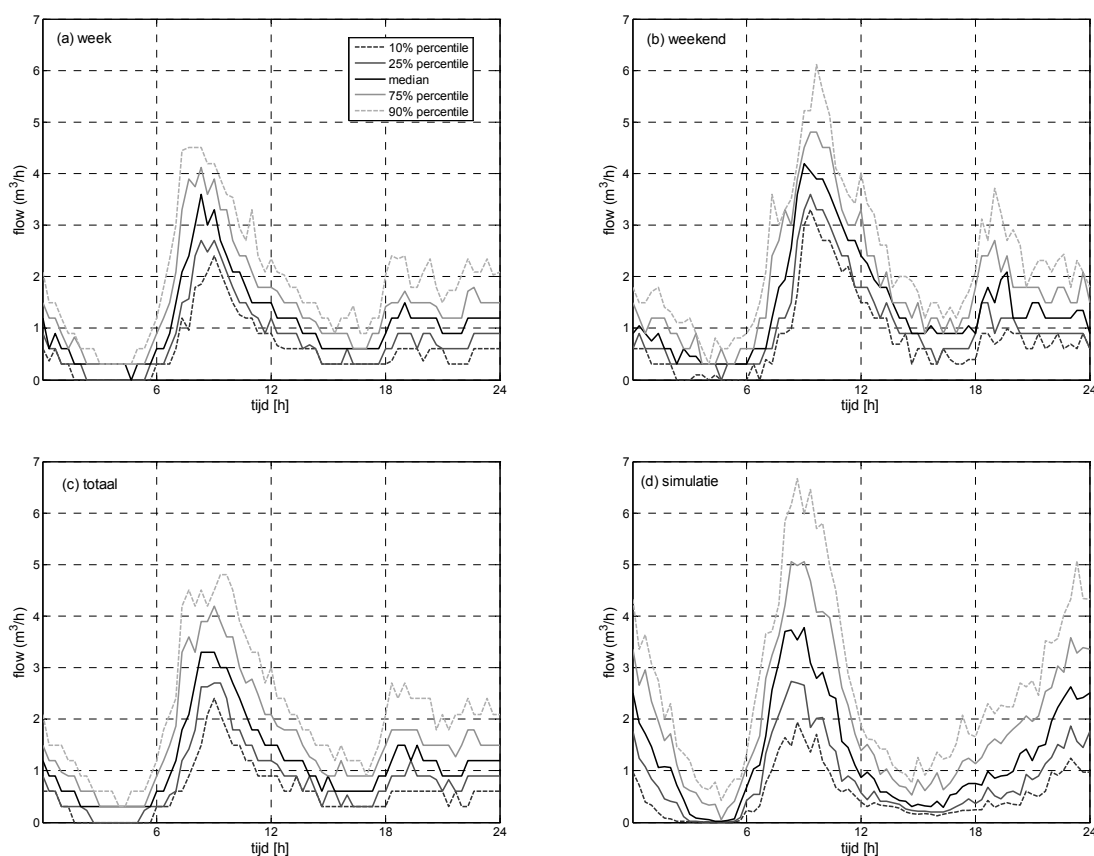 (a) week
10% percentile
25% percentile
median
75% percentile
90% percentile
flow (m³/h)
7
6
5
4
3
2
1
0
6
12
18
24
tijd [h]
(b) weekend
flow (m³/h)
7
6
5
4
3
2
1
0
6
12
18
24
tijd [h]
(c) totaal
flow (m³/h)
7
6
5
4
3
2
1
0
6
12
18
24
tijd [h]
(d) simulatie
flow (m³/h)
7
6
5
4
3
2
1
0
6
12
18
24
tijd [h]